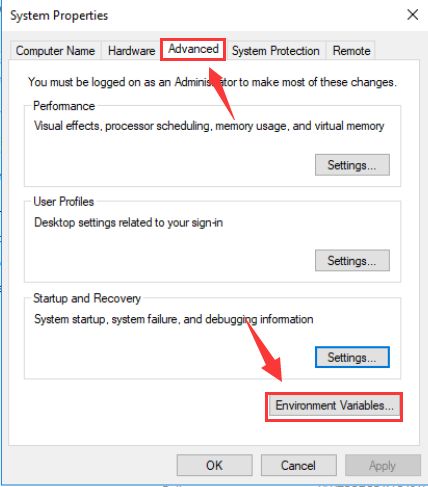 System Properties
Computer Name Hardware Advanced System Protection Remote
You must be logged on as an Administrator to make most of these changes.
Performance
Visual effects, processor scheduling, memory usage, and virtual memory
Settings...
User Profiles
Desktop settings related to your sign-in
Settings...
Startup and Recovery
System startup, system failure, and debugging information
Settings...
Environment Variables...
OK Cancel Apply